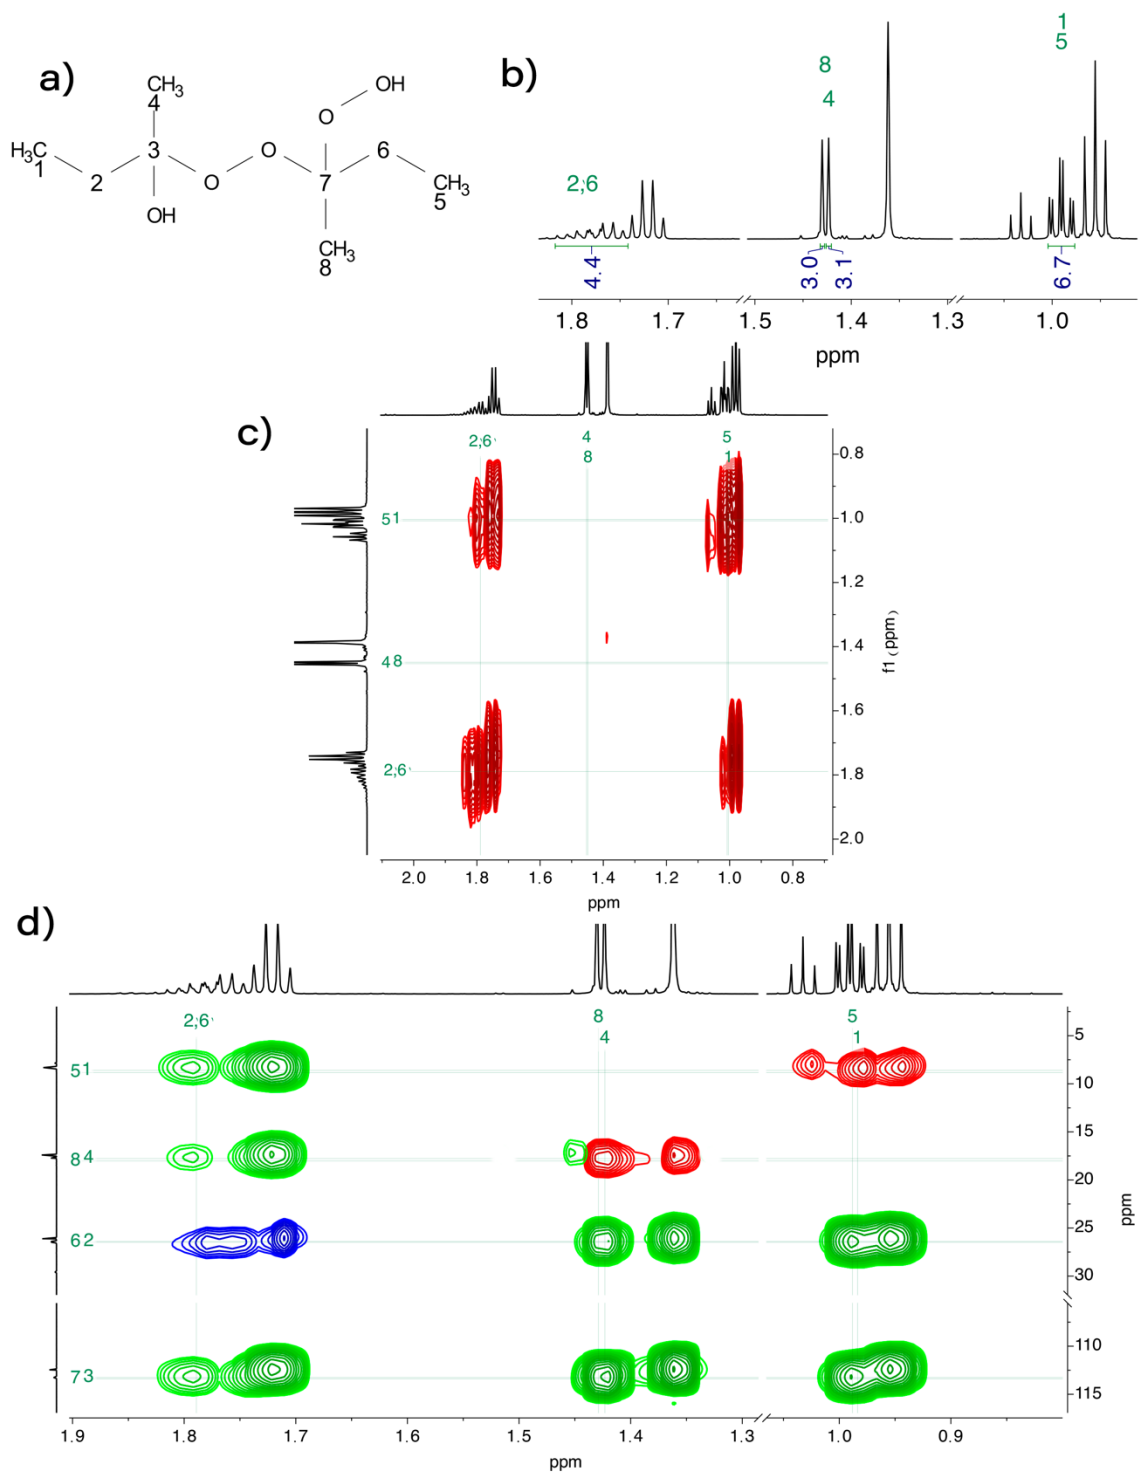 a)
CH₃
4
OH
H₃C
1
2
3
O
O
O
6
7
OH
CH₃
5
CH₃
8
b)
2;6
8
4
1
5
4.4
3.0
3.1
6.7
1.8 1.7 1.5 1.4 1.3 1.0
ppm
c)
2;6
4
8
5
1
51
48
2;6
0.8
1.0
1.2
1.4
1.6
1.8
2.0
f1 (ppm)
2.0 1.8 1.6 1.4 1.2 1.0 0.8
ppm
d)
2;6
8
4
5
1
51
84
62
73
5
10
15
20
25
30
110
115
ppm
1.9 1.8 1.7 1.6 1.5 1.4 1.3 1.0 0.9
ppm